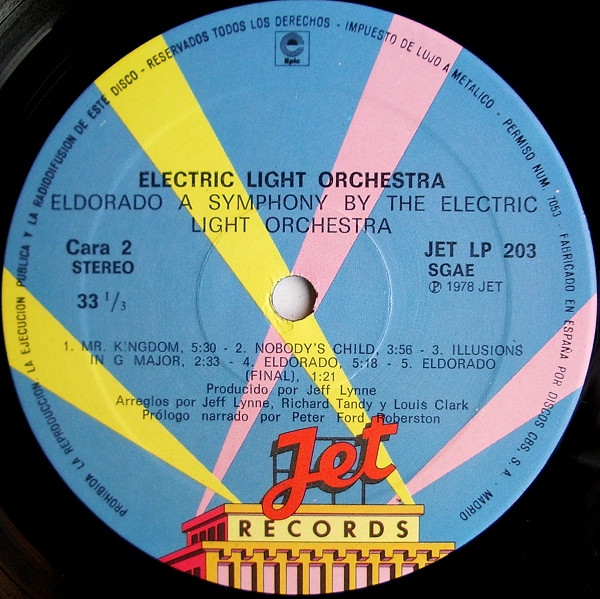 PROHIBIDA LA REPRODUCCION, LA EJECUCION PUBLICA Y LA RADIODIFUSION DE ESTE DISCO - RESERVADOS TODOS LOS DERECHOS - IMPUESTO DE LUJO A METALICO - PERMISO NUM. 7053 - FABRICADO EN ESPAÑA POR DISCOS CBS, S. A. - MADRID
e
Epic
ELECTRIC LIGHT ORCHESTRA
ELDORADO A SYMPHONY BY THE ELECTRIC
LIGHT ORCHESTRA
Cara 2
STEREO
33 1/3
JET LP 203
SGAE
Ⓟ 1978 JET
1. MR. KINGDOM, 5:30 - 2. NOBODY'S CHILD, 3:56 - 3. ILLUSIONS
IN G MAJOR, 2:33 - 4. ELDORADO, 5:18 - 5. ELDORADO
(FINAL), 1:21
Producido por Jeff Lynne
Arreglos por Jeff Lynne, Richard Tandy y Louis Clark
Prólogo narrado por Peter Ford Roberston
Jet
RECORDS